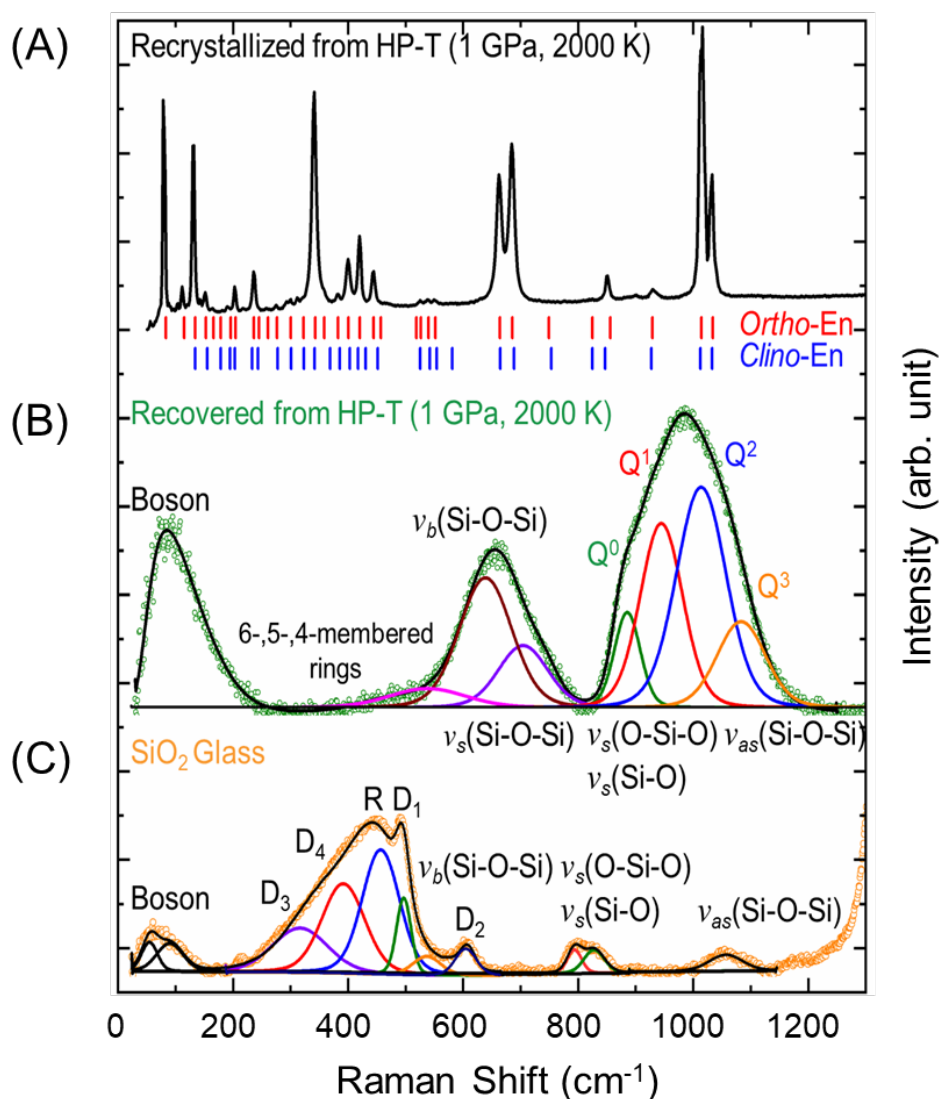 (A)
Recrystallized from HP-T (1 GPa, 2000 K)
Ortho-En
Clino-En
(B)
Recovered from HP-T (1 GPa, 2000 K)
Boson
νb(Si-O-Si)
Q0
Q1
Q2
Q3
6-,5-,4-membered
rings
νs(Si-O-Si) νs(O-Si-O) νas(Si-O-Si)
νs(Si-O)
(C)
SiO2 Glass
Boson
D3
D4
R D1
νb(Si-O-Si) νs(O-Si-O)
D2
νs(Si-O) νas(Si-O-Si)
0 200 400 600 800 1000 1200
Raman Shift (cm-1)
Intensity (arb. unit)